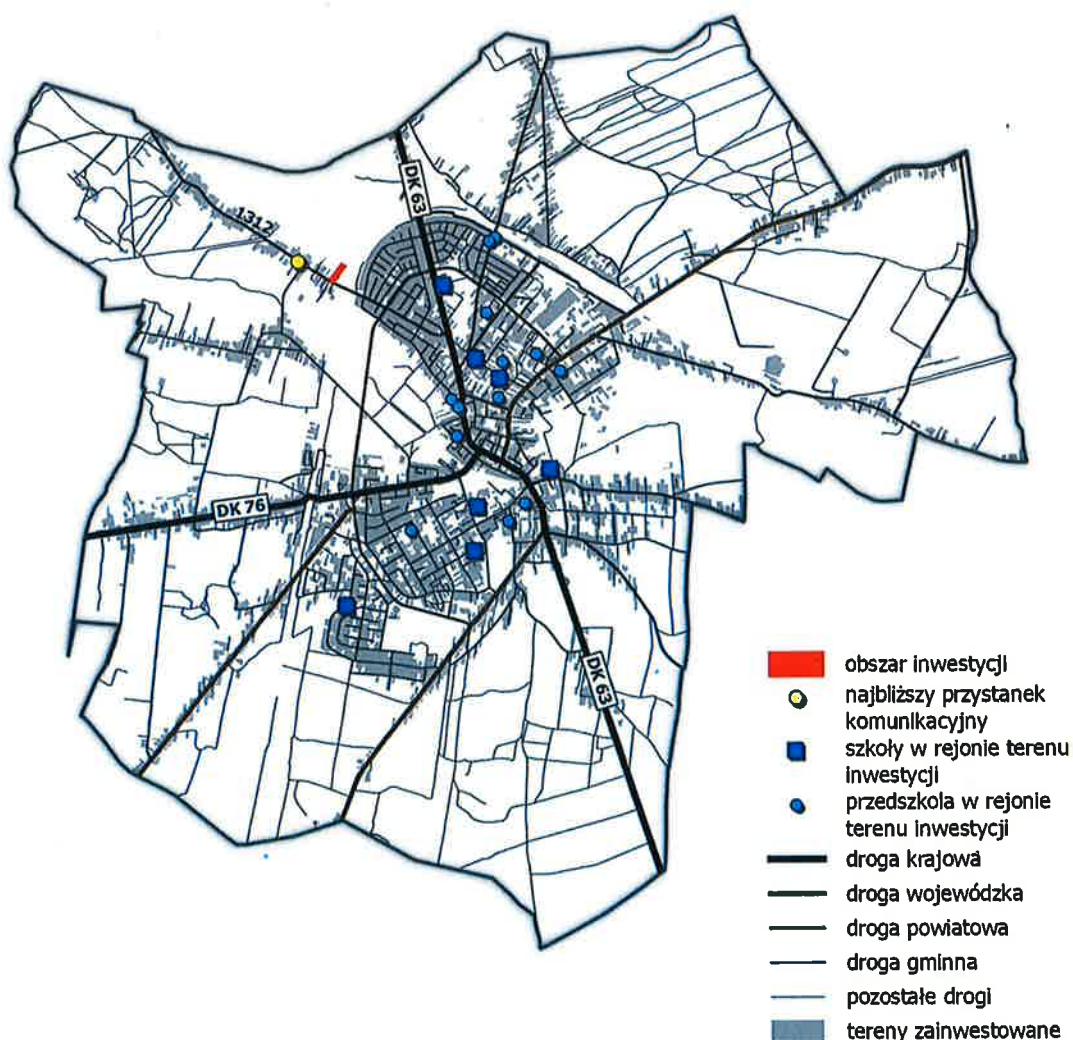 DK 63
1312
DK 76
DK 63
obszar inwestycji
najbliższy przystanek
komunikacyjny
szkoły w rejonie terenu
inwestycji
przedszkola w rejonie
terenu inwestycji
droga krajowa
droga wojewódzka
droga powiatowa
droga gminna
pozostałe drogi
tereny zainwestowane